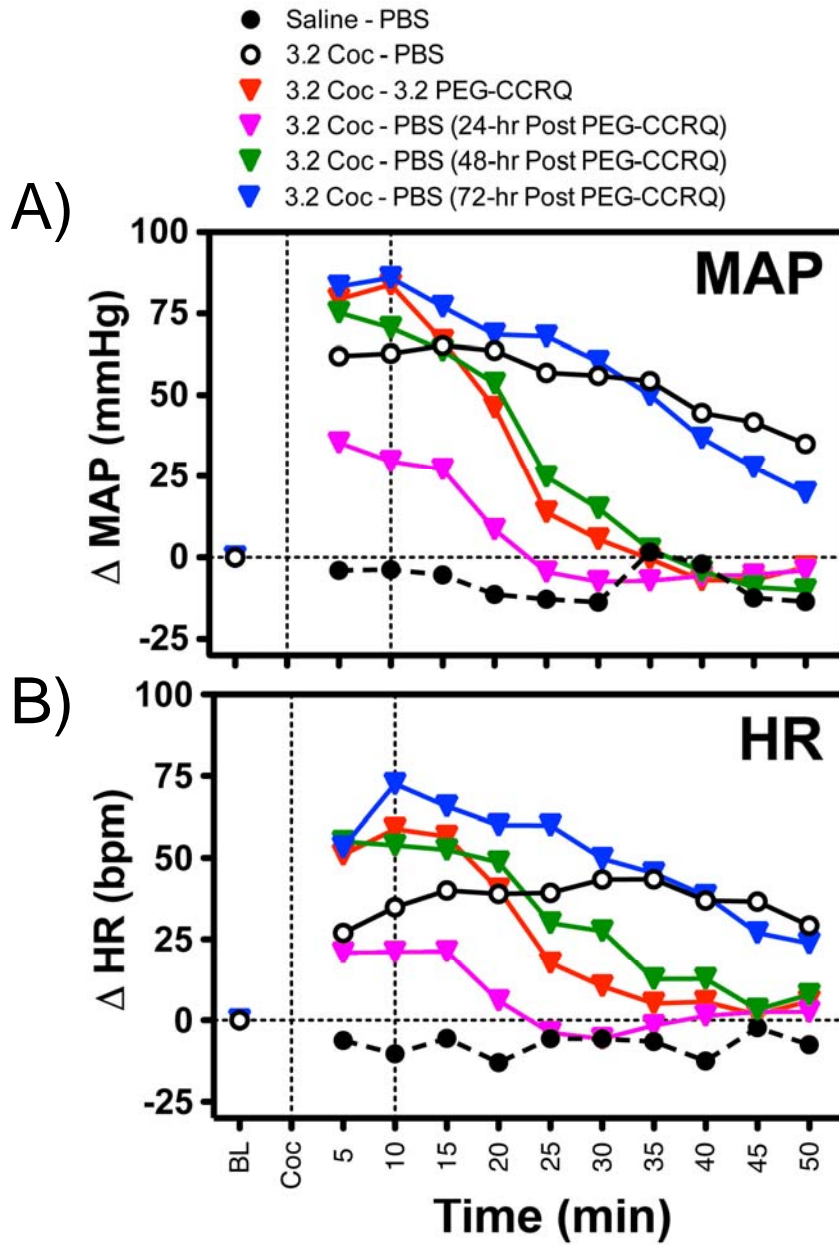 Saline - PBS
3.2 Coc - PBS
3.2 Coc - 3.2 PEG-CCRQ
3.2 Coc - PBS (24-hr Post PEG-CCRQ)
3.2 Coc - PBS (48-hr Post PEG-CCRQ)
3.2 Coc - PBS (72-hr Post PEG-CCRQ)
A)
MAP
Δ MAP (mmHg)
100
75
50
25
0
-25
B)
HR
Δ HR (bpm)
100
75
50
25
0
-25
BL Coc 5 10 15 20 25 30 35 40 45 50
Time (min)